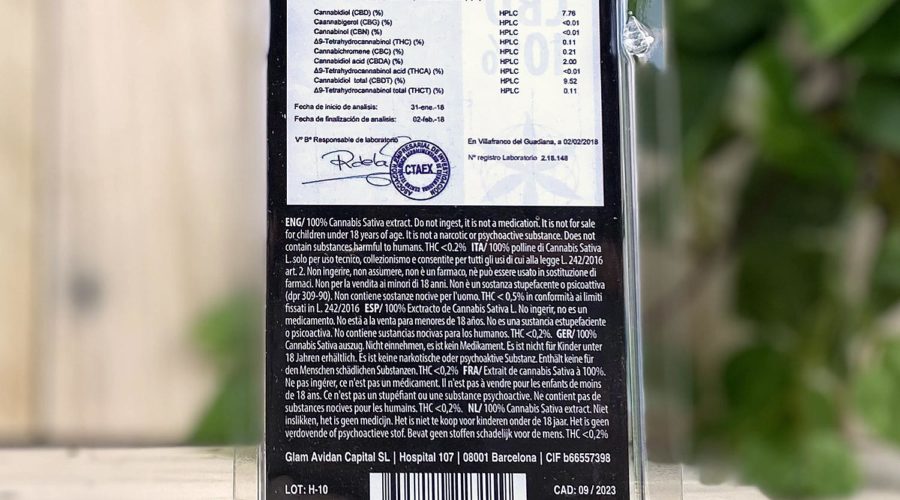 Cannabidiol (CBD) (%) HPLC 7.76
Caannabigerol (CBG) (%) HPLC <0.01
Cannabinol (CBN) (%) HPLC <0.01
Δ9-Tetrahydrocannabinol (THC) (%) HPLC 0.11
Cannabichromene (CBC) (%) HPLC 0.21
Cannabidiol acid (CBDA) (%) HPLC 2.00
Δ9-Tetrahydrocannabinol acid (THCA) (%) HPLC <0.01
Cannabidiol total (CBDT) (%) HPLC 9.52
Δ9-Tetrahydrocannabinol total (THCT) (%) HPLC 0.11
Fecha de inicio de analisis: 31-ene.-18
Fecha de finalización de analisis: 02-feb.-18
Vº Bº Responsable de laboratorio
En Villafranco del Guadiana, a 02/02/2018
Nº registro Laboratorio 2.15.148
CTAEX
ENG/ 100% Cannabis Sativa extract. Do not ingest, it is not a medication. It is not for sale
for children under 18 years of age. It is not a narcotic or psychoactive substance. Does not
contain substances harmful to humans. THC <0.2% ITA/ 100% polline di Cannabis Sativa
L. solo per uso tecnico, collezionismo e consentite per tutti gli usi di cui alla legge L. 242/2016
art. 2. Non ingerire, non assumere, non è un farmaco, nè può essere usato in sostituzione di
farmaci. Non per la vendita ai minori di 18 anni. Non è un sostanza stupefacente o psicoattiva
(dpr 309-90). Non contiene sostanze nocive per l'uomo. THC < 0,5% in conformità ai limiti
fissati in L. 242/2016 ESP/ 100% Exctracto de Cannabis Sativa L. No ingerir, no es un
medicamento. No está a la venta para menores de 18 años. No es una sustancia estupefaciente
o psicoactiva. No contiene sustancias nocivas para los humanos. THC <0,2% GER/ 100%
Cannabis Sativa auszug. Nicht einnehmen, es ist kein Medikament. Es ist nicht für Kinder unter
18 Jahren erhältlich. Es ist keine narkotische oder psychoaktive Substanz. Enthält keine für
den Menschen schädlichen Substanzen. THC <0,2% FRA/ Extrait de cannabis Sativa à 100%.
Ne pas ingérer, ce n'est pas un médicament. Il n'est pas à vendre pour les enfants de moins
de 18 ans. Ce n'est pas un stupéfiant ou une substance psychoactive. Ne contient pas de
substances nocives pour les humains. THC <0,2%. NL/ 100% Cannabis Sativa extract. Niet
inslikken, het is geen medicijn. Het is niet te koop voor kinderen onder de 18 jaar. Het is geen
verdovende of psychoactieve stof. Bevat geen stoffen schadelijk voor de mens. THC <0,2%
Glam Avidan Capital SL | Hospital 107 | 08001 Barcelona | CIF b66557398
LOT: H-10 CAD: 09 / 2023